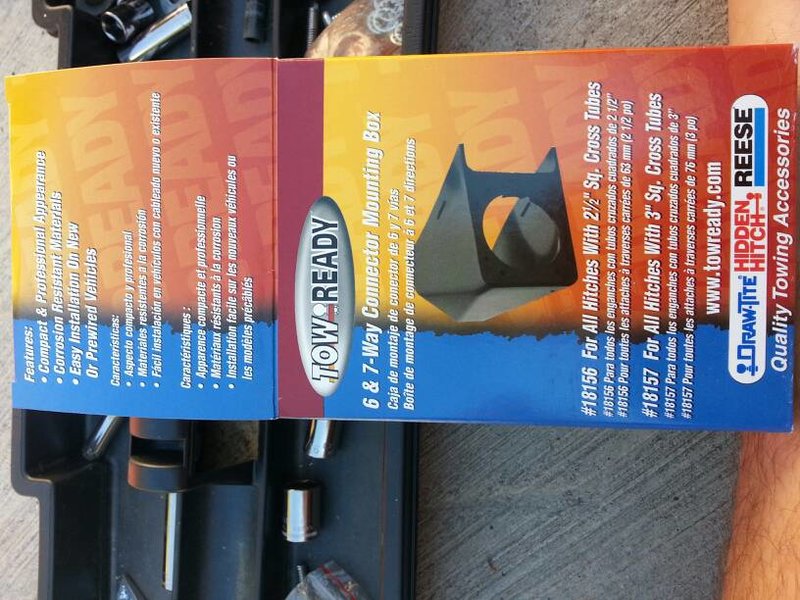 Features:
• Compact & Professional Appearance
• Corrosion Resistant Materials
• Easy Installation On New
Or Prewired Vehicles
Características:
• Aspecto compacto y profesional
• Materiales resistentes á la corrosión
• Fácil instalación en vehículos con cableado nuevo o existente
Caractéristiques :
• Apparence compacte et professionnelle
• Matériaux résistants à la corrosion
• Installation facile sur les nouveaux véhicules ou
les modèles précâblés
TOW READY
6 & 7-Way Connector Mounting Box
Caja de montaje de conector de 6 y 7 vías
Boîte de montage de connecteur à 6 et 7 directions
#18156 For All Hitches With 2 1/2" Sq. Cross Tubes
#18156 Para todos los enganches con tubos cruzados cuadrados de 2 1/2"
#18156 Pour toutes les attaches à traverses carrées de 63 mm (2 1/2 po)
#18157 For All Hitches With 3" Sq. Cross Tubes
#18157 Para todos los enganches con tubos cruzados cuadrados de 3"
#18157 Pour toutes les attaches à traverses carrées de 76 mm (3 po)
www.towready.com
DRAW-TITE HIDDEN HITCH REESE
Quality Towing Accessories